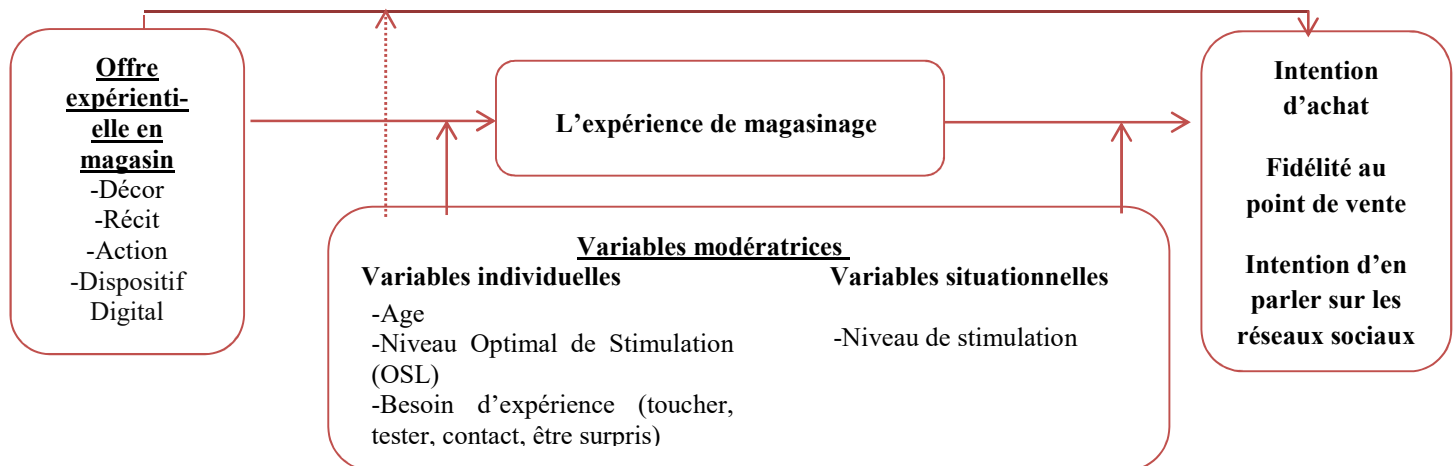 Offre
expérienti-
elle en
magasin
-Décor
-Récit
-Action
-Dispositif
Digital
L’expérience de magasinage
Variables modératrices
Variables individuelles
-Age
-Niveau Optimal de Stimulation
(OSL)
-Besoin d’expérience (toucher,
tester, contact, être surpris)
Variables situationnelles
-Niveau de stimulation
Intention
d’achat
Fidélité au
point de vente
Intention d’en
parler sur les
réseaux sociaux